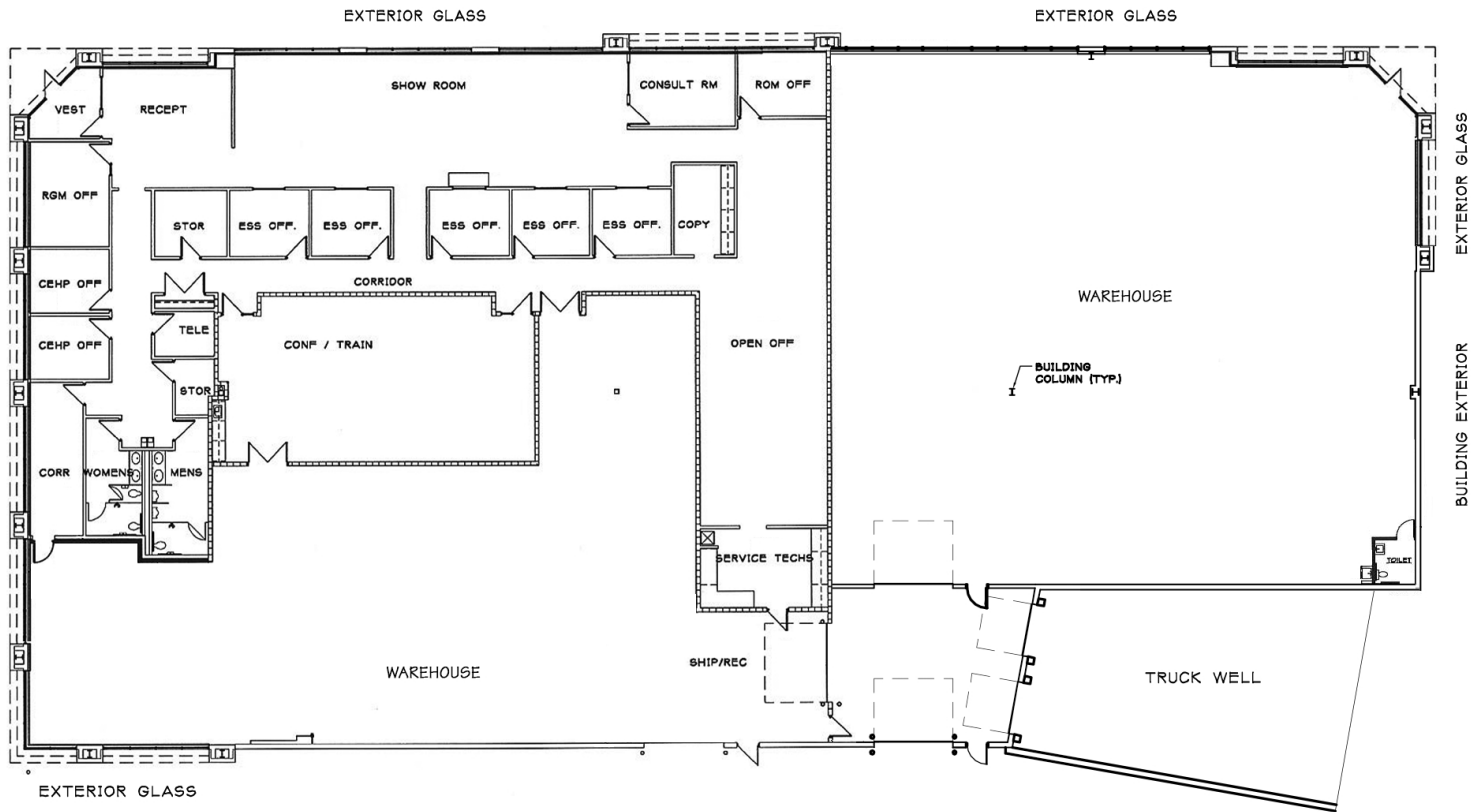 EXTERIOR GLASS
EXTERIOR GLASS
SHOW ROOM
CONSULT RM
ROM OFF
VEST
RECEPT
EXTERIOR GLASS
RGM OFF
STOR
ESS OFF.
ESS OFF.
ESS OFF.
ESS OFF.
ESS OFF.
COPY
CEHP OFF
CORRIDOR
WAREHOUSE
TELE
CEHP OFF
CONF / TRAIN
OPEN OFF
BUILDING
COLUMN (TYP.)
STOR
BUILDING EXTERIOR
CORR
WOMENS
MENS
SERVICE TECHS
TOILET
SHIP/REC
WAREHOUSE
TRUCK WELL
EXTERIOR GLASS